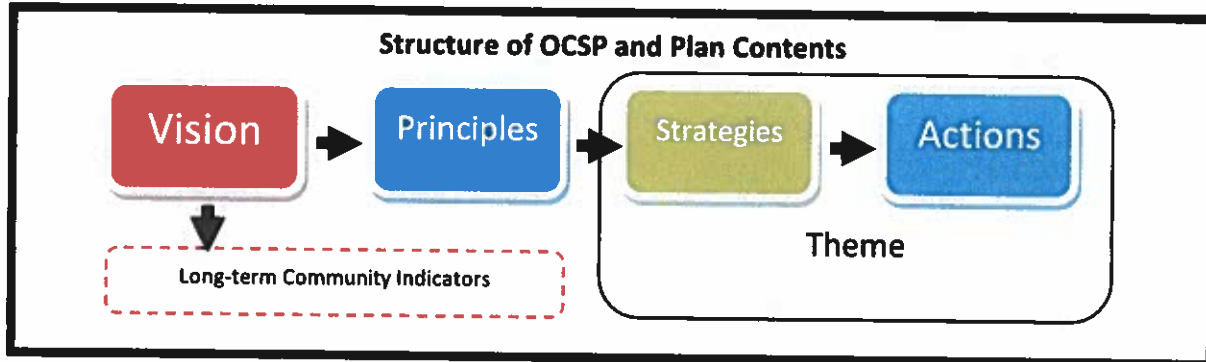 Structure of OCSP and Plan Contents
Vision
Principles
Strategies
Actions
Theme
Long-term Community Indicators